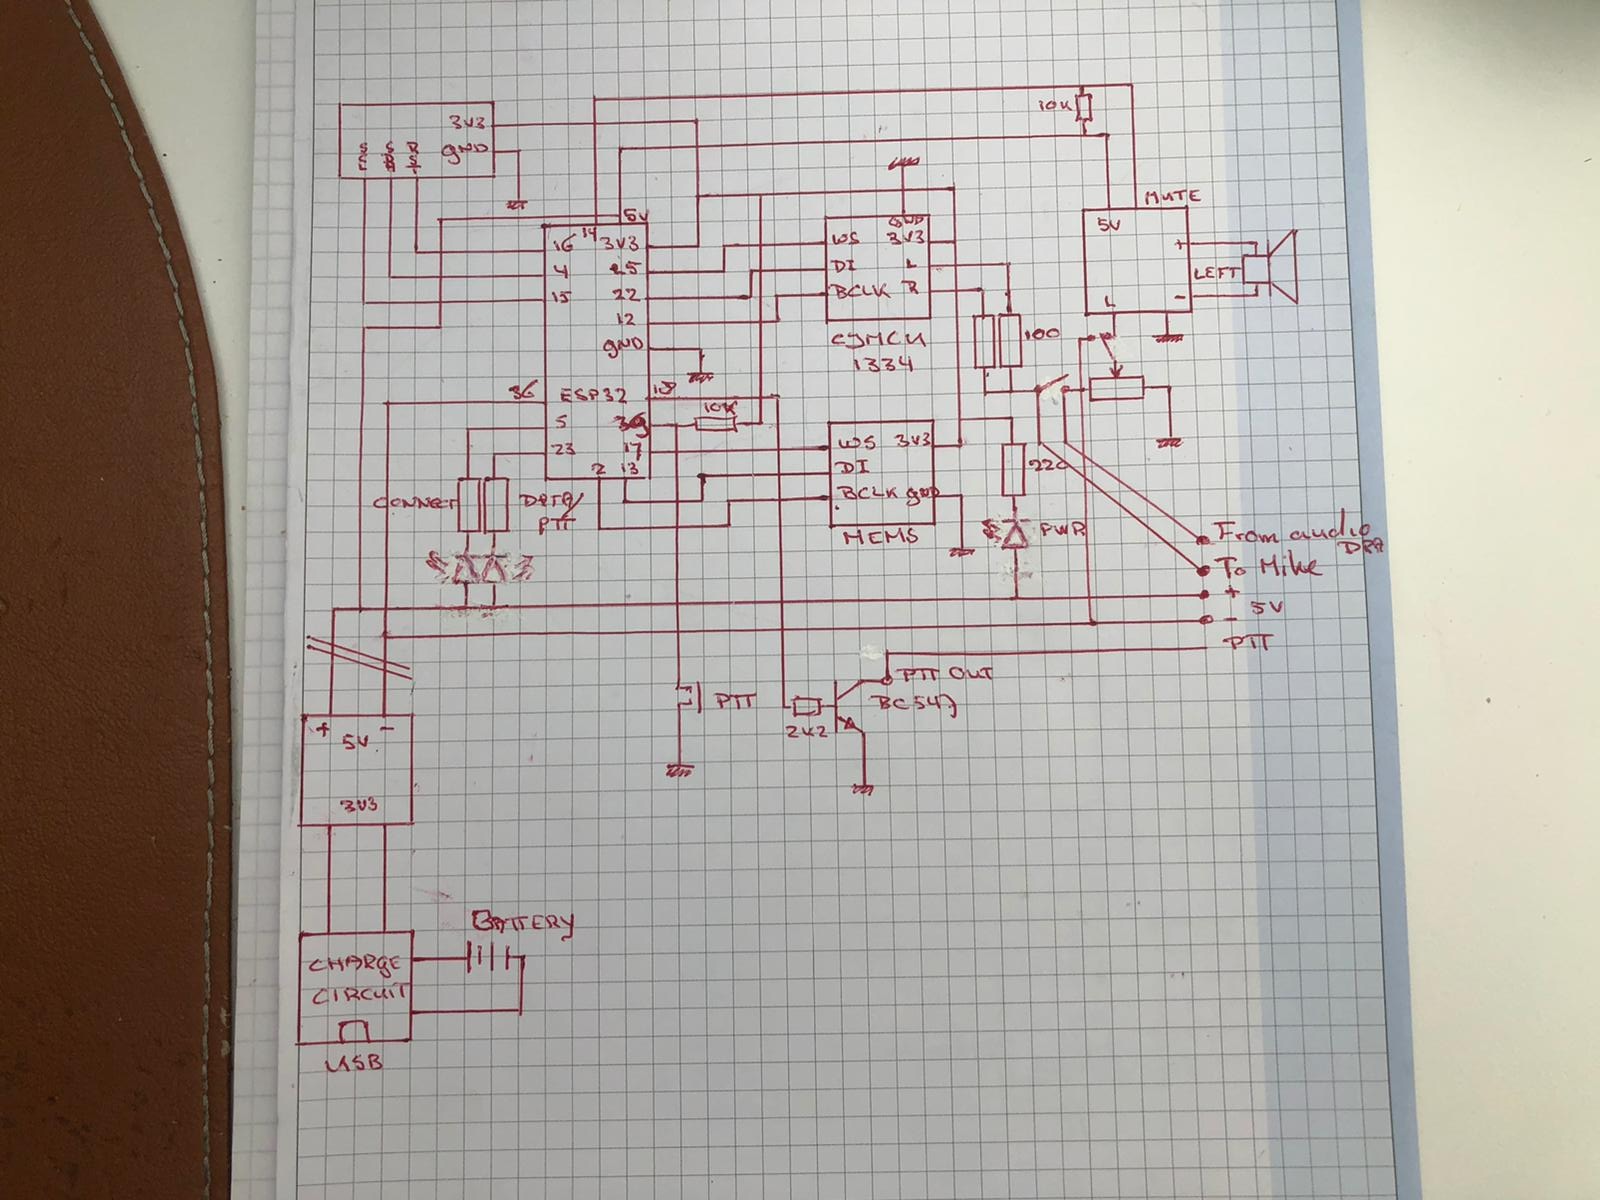 10K
3V3
SCL SDA RST GND
MUTE
5V
5V
14
16 3V3
4 25
15 22
12
GND
36 ESP32 18
5 39
23 17
2 13
10K
GND
WS 3V3
DI L
BCLK R
CJMCU
1334
100
+
LEFT
L -
WS 3V3
DI
BCLK GND
MEMS
220
PWR
CONNECT
DATA/
PTT
From audio
DRA
To Mike
+
5V
-
PTT
PTT
2K2
PTT OUT
BC547
+ -
5V
3V3
BATTERY
CHARGE
CIRCUIT
USB